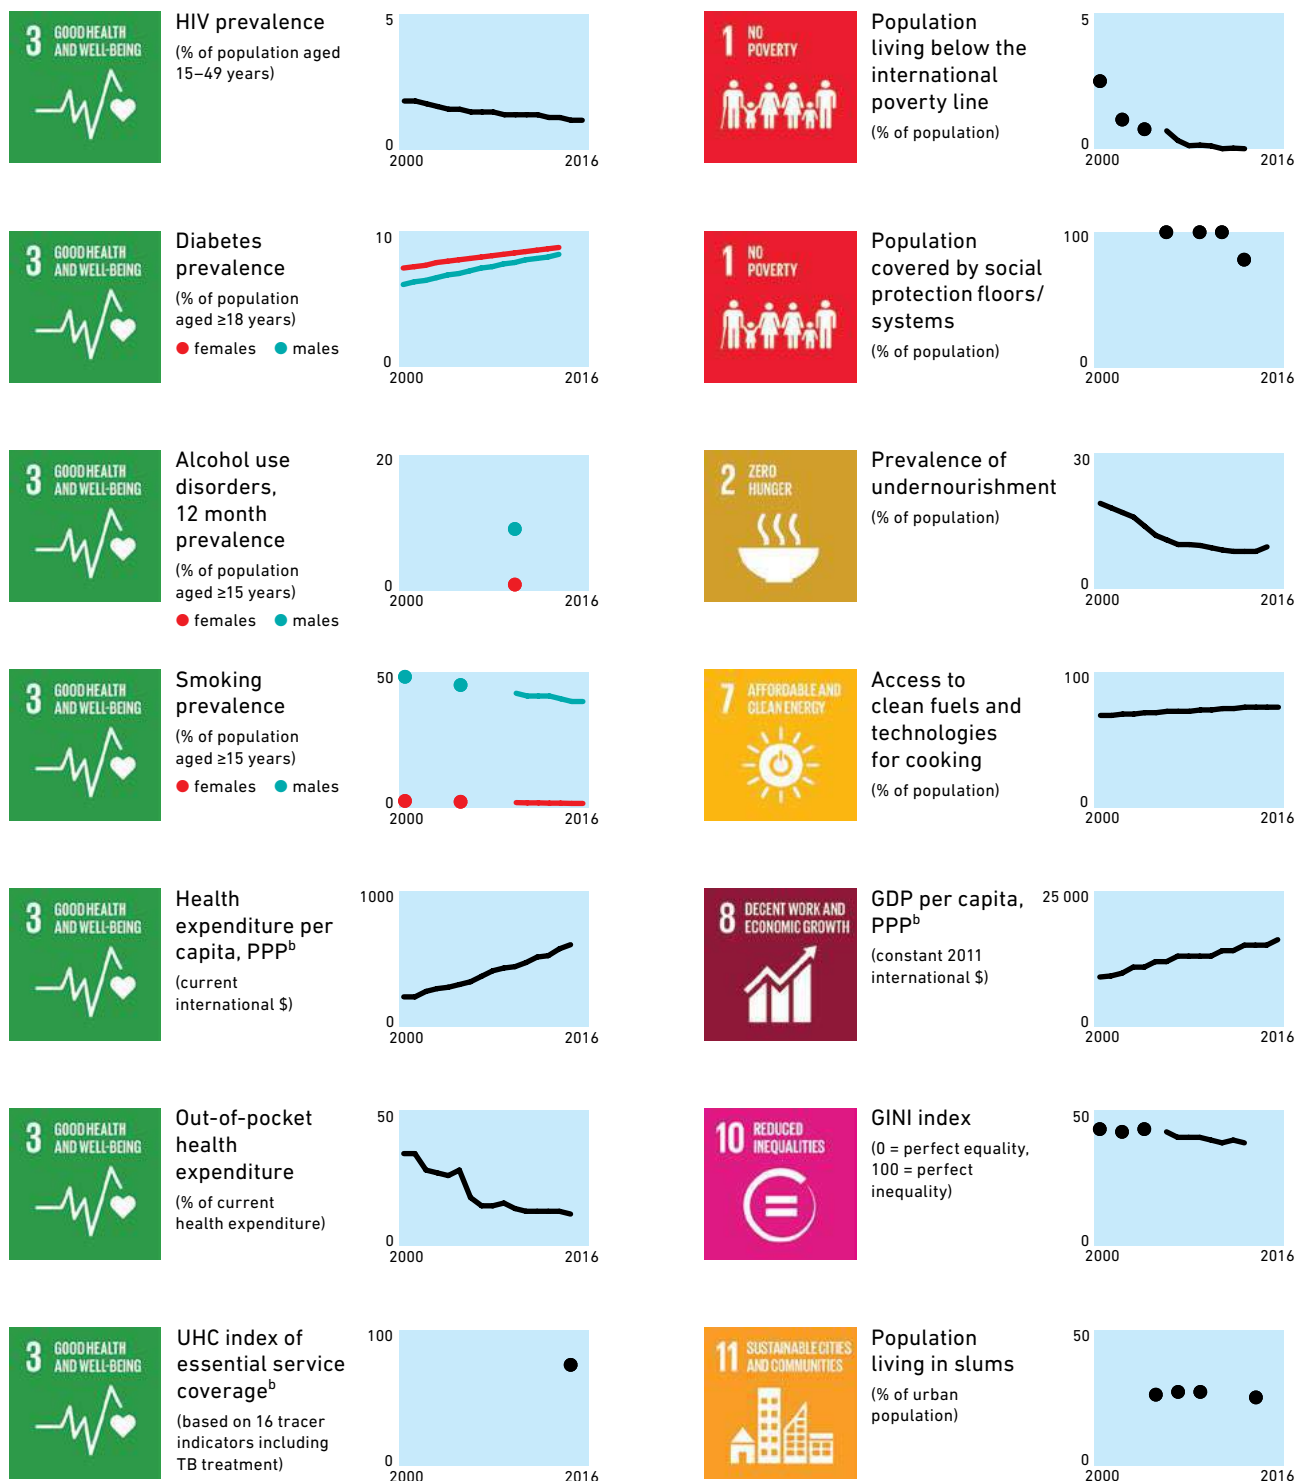 3 GOOD HEALTH
AND WELL-BEING
HIV prevalence
(% of population aged
15–49 years)
5
0
2000 2016
1 NO
POVERTY
Population
living below the
international
poverty line
(% of population)
5
0
2000 2016
3 GOOD HEALTH
AND WELL-BEING
Diabetes
prevalence
(% of population
aged ≥18 years)
females males
10
0
2000 2016
1 NO
POVERTY
Population
covered by social
protection floors/
systems
(% of population)
100
0
2000 2016
3 GOOD HEALTH
AND WELL-BEING
Alcohol use
disorders,
12 month
prevalence
(% of population
aged ≥15 years)
females males
20
0
2000 2016
2 ZERO
HUNGER
Prevalence of
undernourishment
(% of population)
30
0
2000 2016
3 GOOD HEALTH
AND WELL-BEING
Smoking
prevalence
(% of population
aged ≥15 years)
females males
50
0
2000 2016
7 AFFORDABLE AND
CLEAN ENERGY
Access to
clean fuels and
technologies
for cooking
(% of population)
100
0
2000 2016
3 GOOD HEALTH
AND WELL-BEING
Health
expenditure per
capita, PPPᵇ
(current
international $)
1000
0
2000 2016
8 DECENT WORK AND
ECONOMIC GROWTH
GDP per capita,
PPPᵇ
(constant 2011
international $)
25 000
0
2000 2016
3 GOOD HEALTH
AND WELL-BEING
Out-of-pocket
health
expenditure
(% of current
health expenditure)
50
0
2000 2016
10 REDUCED
INEQUALITIES
GINI index
(0 = perfect equality,
100 = perfect
inequality)
50
0
2000 2016
3 GOOD HEALTH
AND WELL-BEING
UHC index of
essential service
coverageᵇ
(based on 16 tracer
indicators including
TB treatment)
100
0
2000 2016
11 SUSTAINABLE CITIES
AND COMMUNITIES
Population
living in slums
(% of urban
population)
50
0
2000 2016